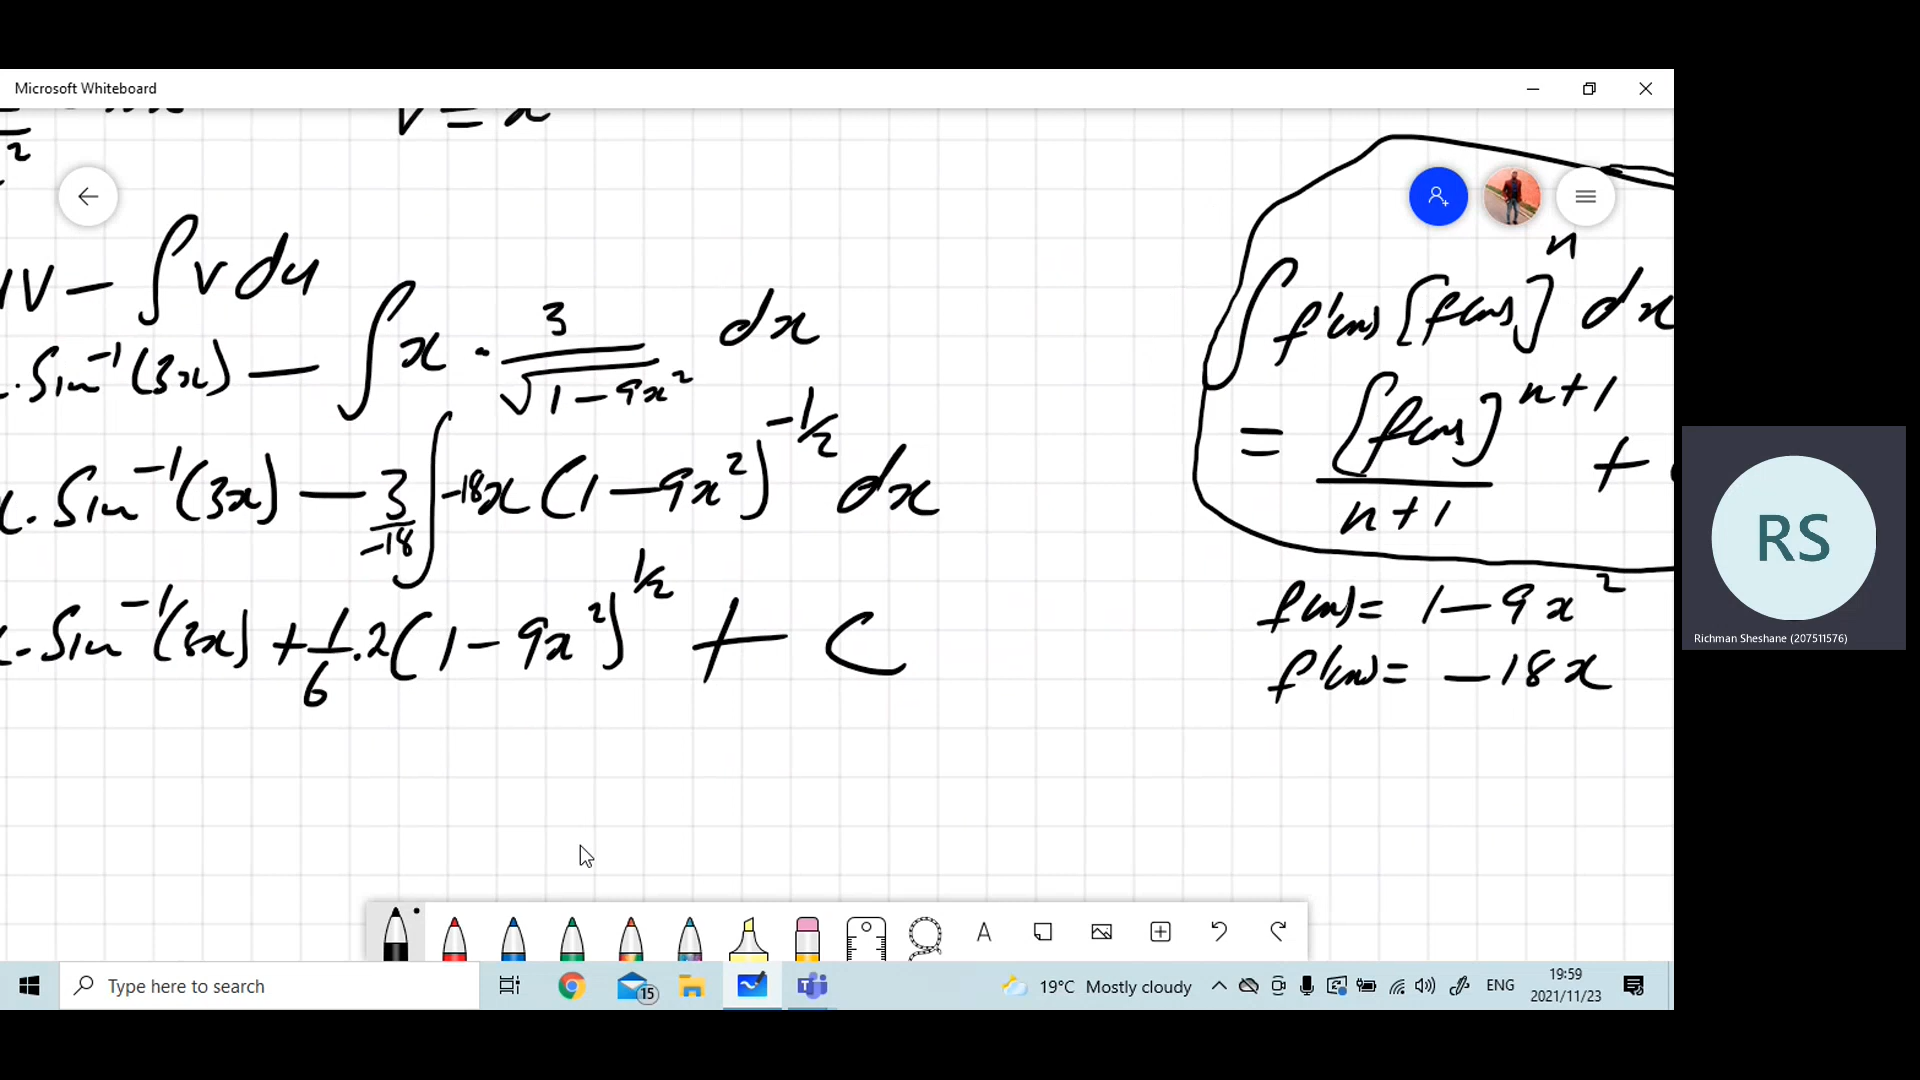 Microsoft Whiteboard
V = x
V - ∫ v du
. Sin⁻¹(3x) - ∫ x · 3/√(1-9x²) dx
x. Sin⁻¹(3x) - 3/-18 ∫ -18x (1-9x²)^-1/2 dx
. Sin⁻¹(3x) + 1/6 . 2 (1-9x²)^1/2 + C
∫ f'(x) [f(x)]^n dx
= [f(x)]^n+1 / n+1 +
f(x) = 1-9x²
f'(x) = -18x
RS
Richman Sheshane (207511576)
A
Type here to search
15
19°C Mostly cloudy
ENG
19:59
2021/11/23